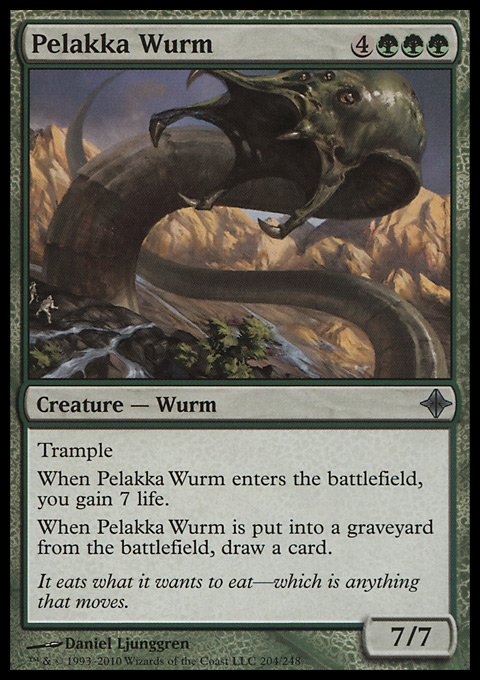 Pelakka Wurm 4
Creature — Wurm
Trample
When Pelakka Wurm enters the battlefield,
you gain 7 life.
When Pelakka Wurm is put into a graveyard
from the battlefield, draw a card.
It eats what it wants to eat—which is anything
that moves.
7/7
Daniel Ljunggren
™ & © 1993–2010 Wizards of the Coast LLC 204/248